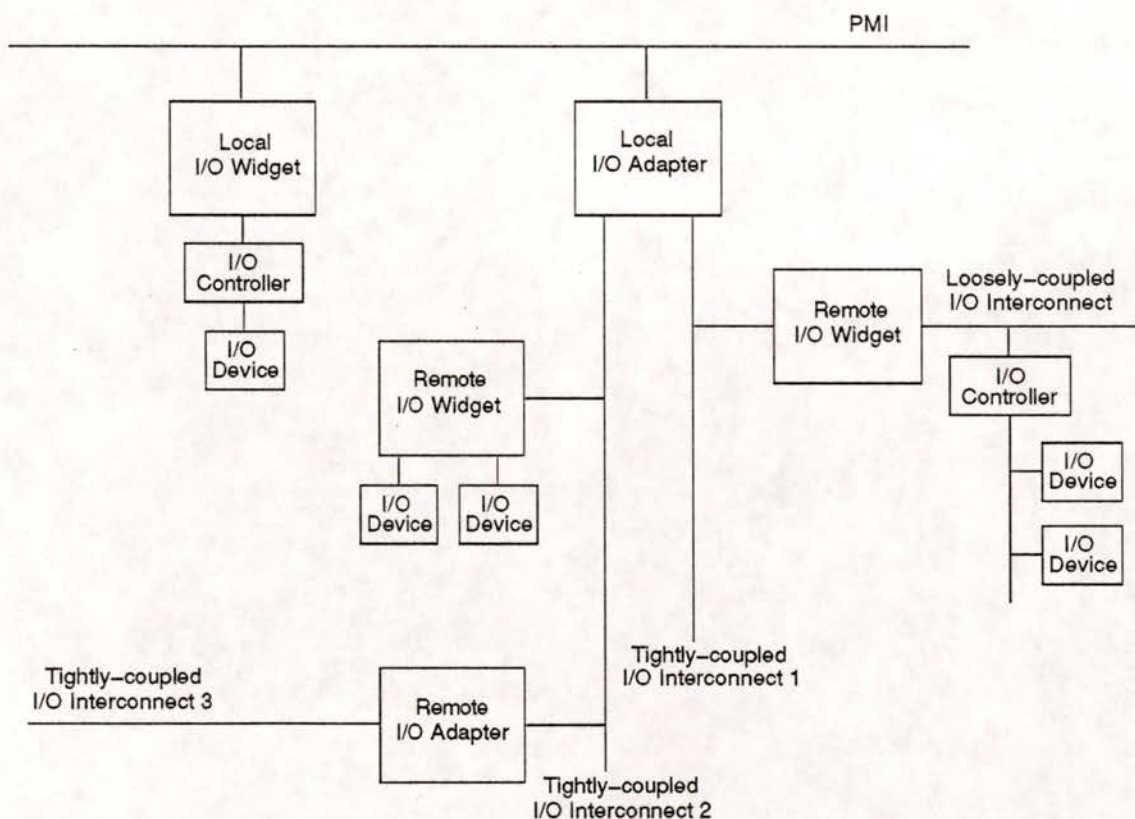 PMI
Local
I/O Widget
Local
I/O Adapter
I/O
Controller
I/O
Device
Remote
I/O Widget
Loosely–coupled
I/O Interconnect
I/O
Controller
Remote
I/O Widget
I/O
Device
I/O
Device
I/O
Device
I/O
Device
Tightly–coupled
I/O Interconnect 1
Tightly–coupled
I/O Interconnect 3
Remote
I/O Adapter
Tightly–coupled
I/O Interconnect 2